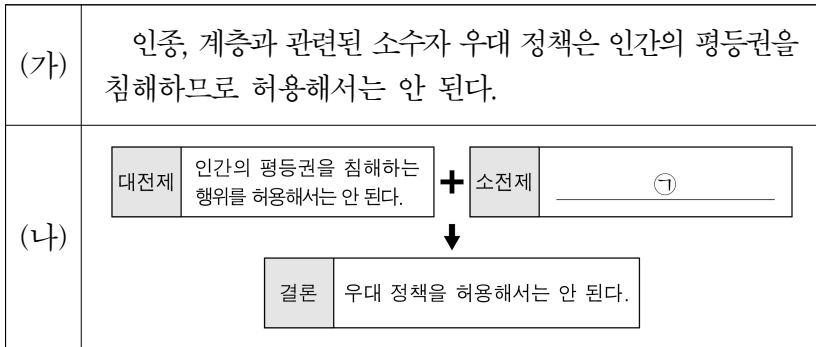 (가)
인종, 계층과 관련된 소수자 우대 정책은 인간의 평등권을
침해하므로 허용해서는 안 된다.
(나)
대전제
인간의 평등권을 침해하는
행위를 허용해서는 안 된다.
+
소전제
㉠
결론
우대 정책을 허용해서는 안 된다.